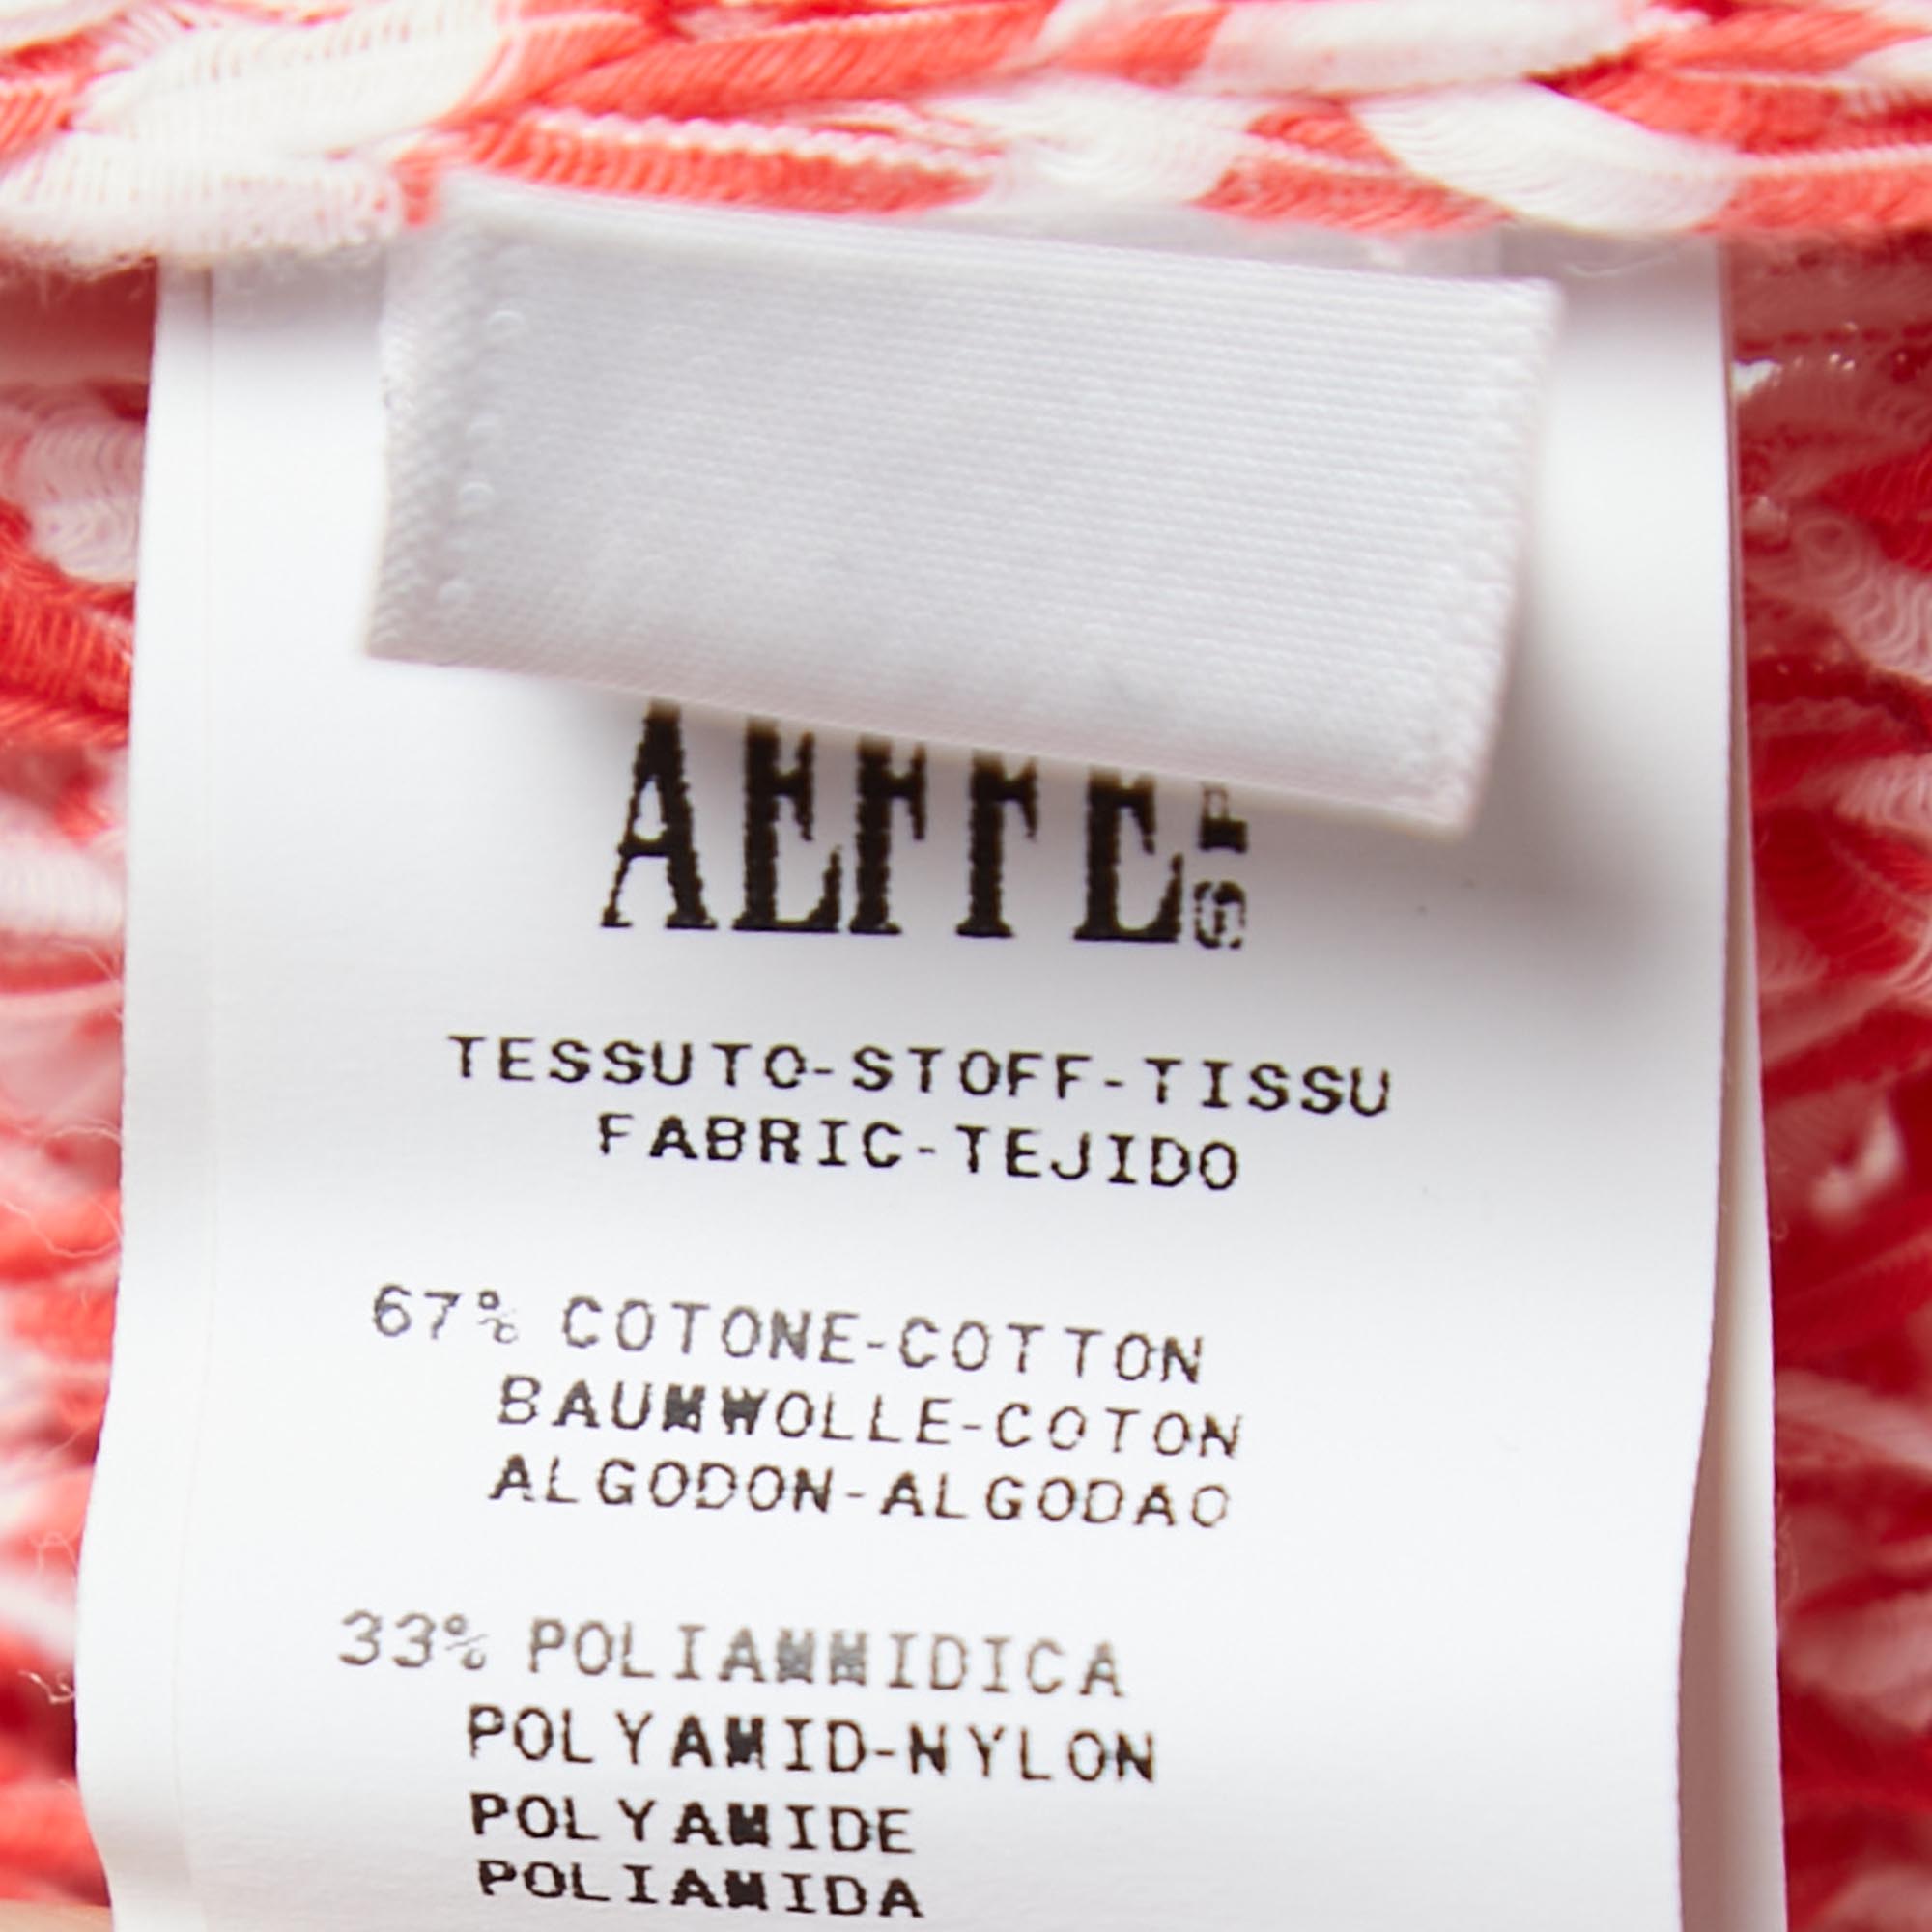 AEFFE
TESSUTO-STOFF-TISSU
FABRIC-TEJIDO
67% COTONE-COTTON
BAUMWOLLE-COTON
ALGODON-ALGODAO
33% POLIAMMIDICA
POLYAMID-NYLON
POLYAMIDE
POLIAMIDA